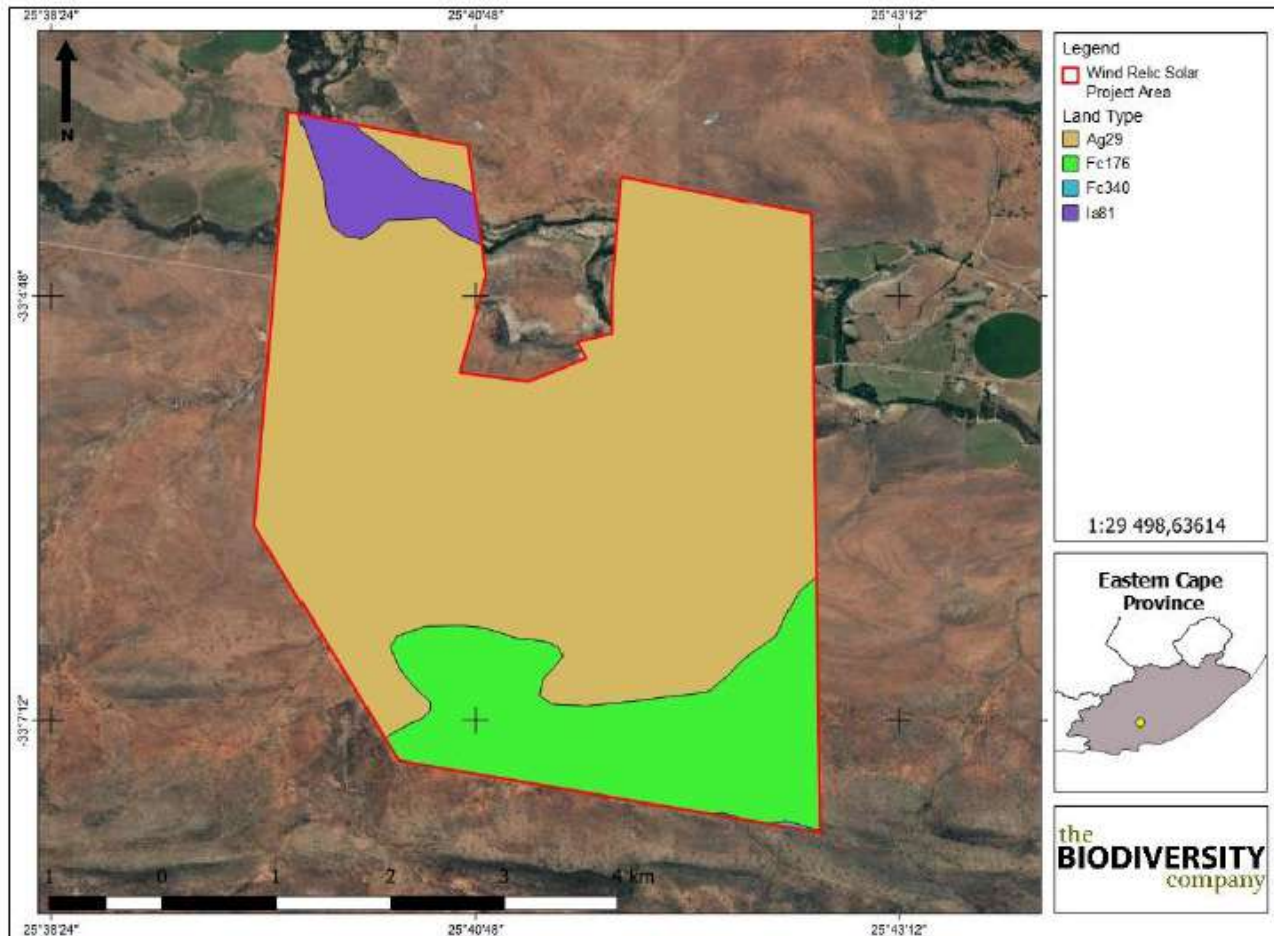 25°38'24"
25°40'48"
25°43'12"
N
-33°4'48"
-33°7'12"
1
0
1
2
3
4 km
25°38'24"
25°40'48"
25°43'12"
Legend
Wind Relic Solar
Project Area
Land Type
Ag29
Fc176
Fc340
Ia81
1:29 498,63614
Eastern Cape
Province
the
BIODIVERSITY
company